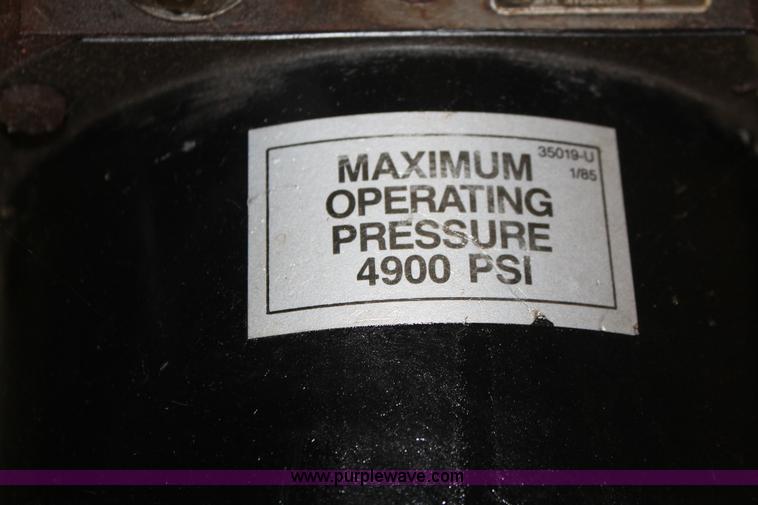 35019-U
1/85
MAXIMUM
OPERATING
PRESSURE
4900 PSI
www.purplewave.com